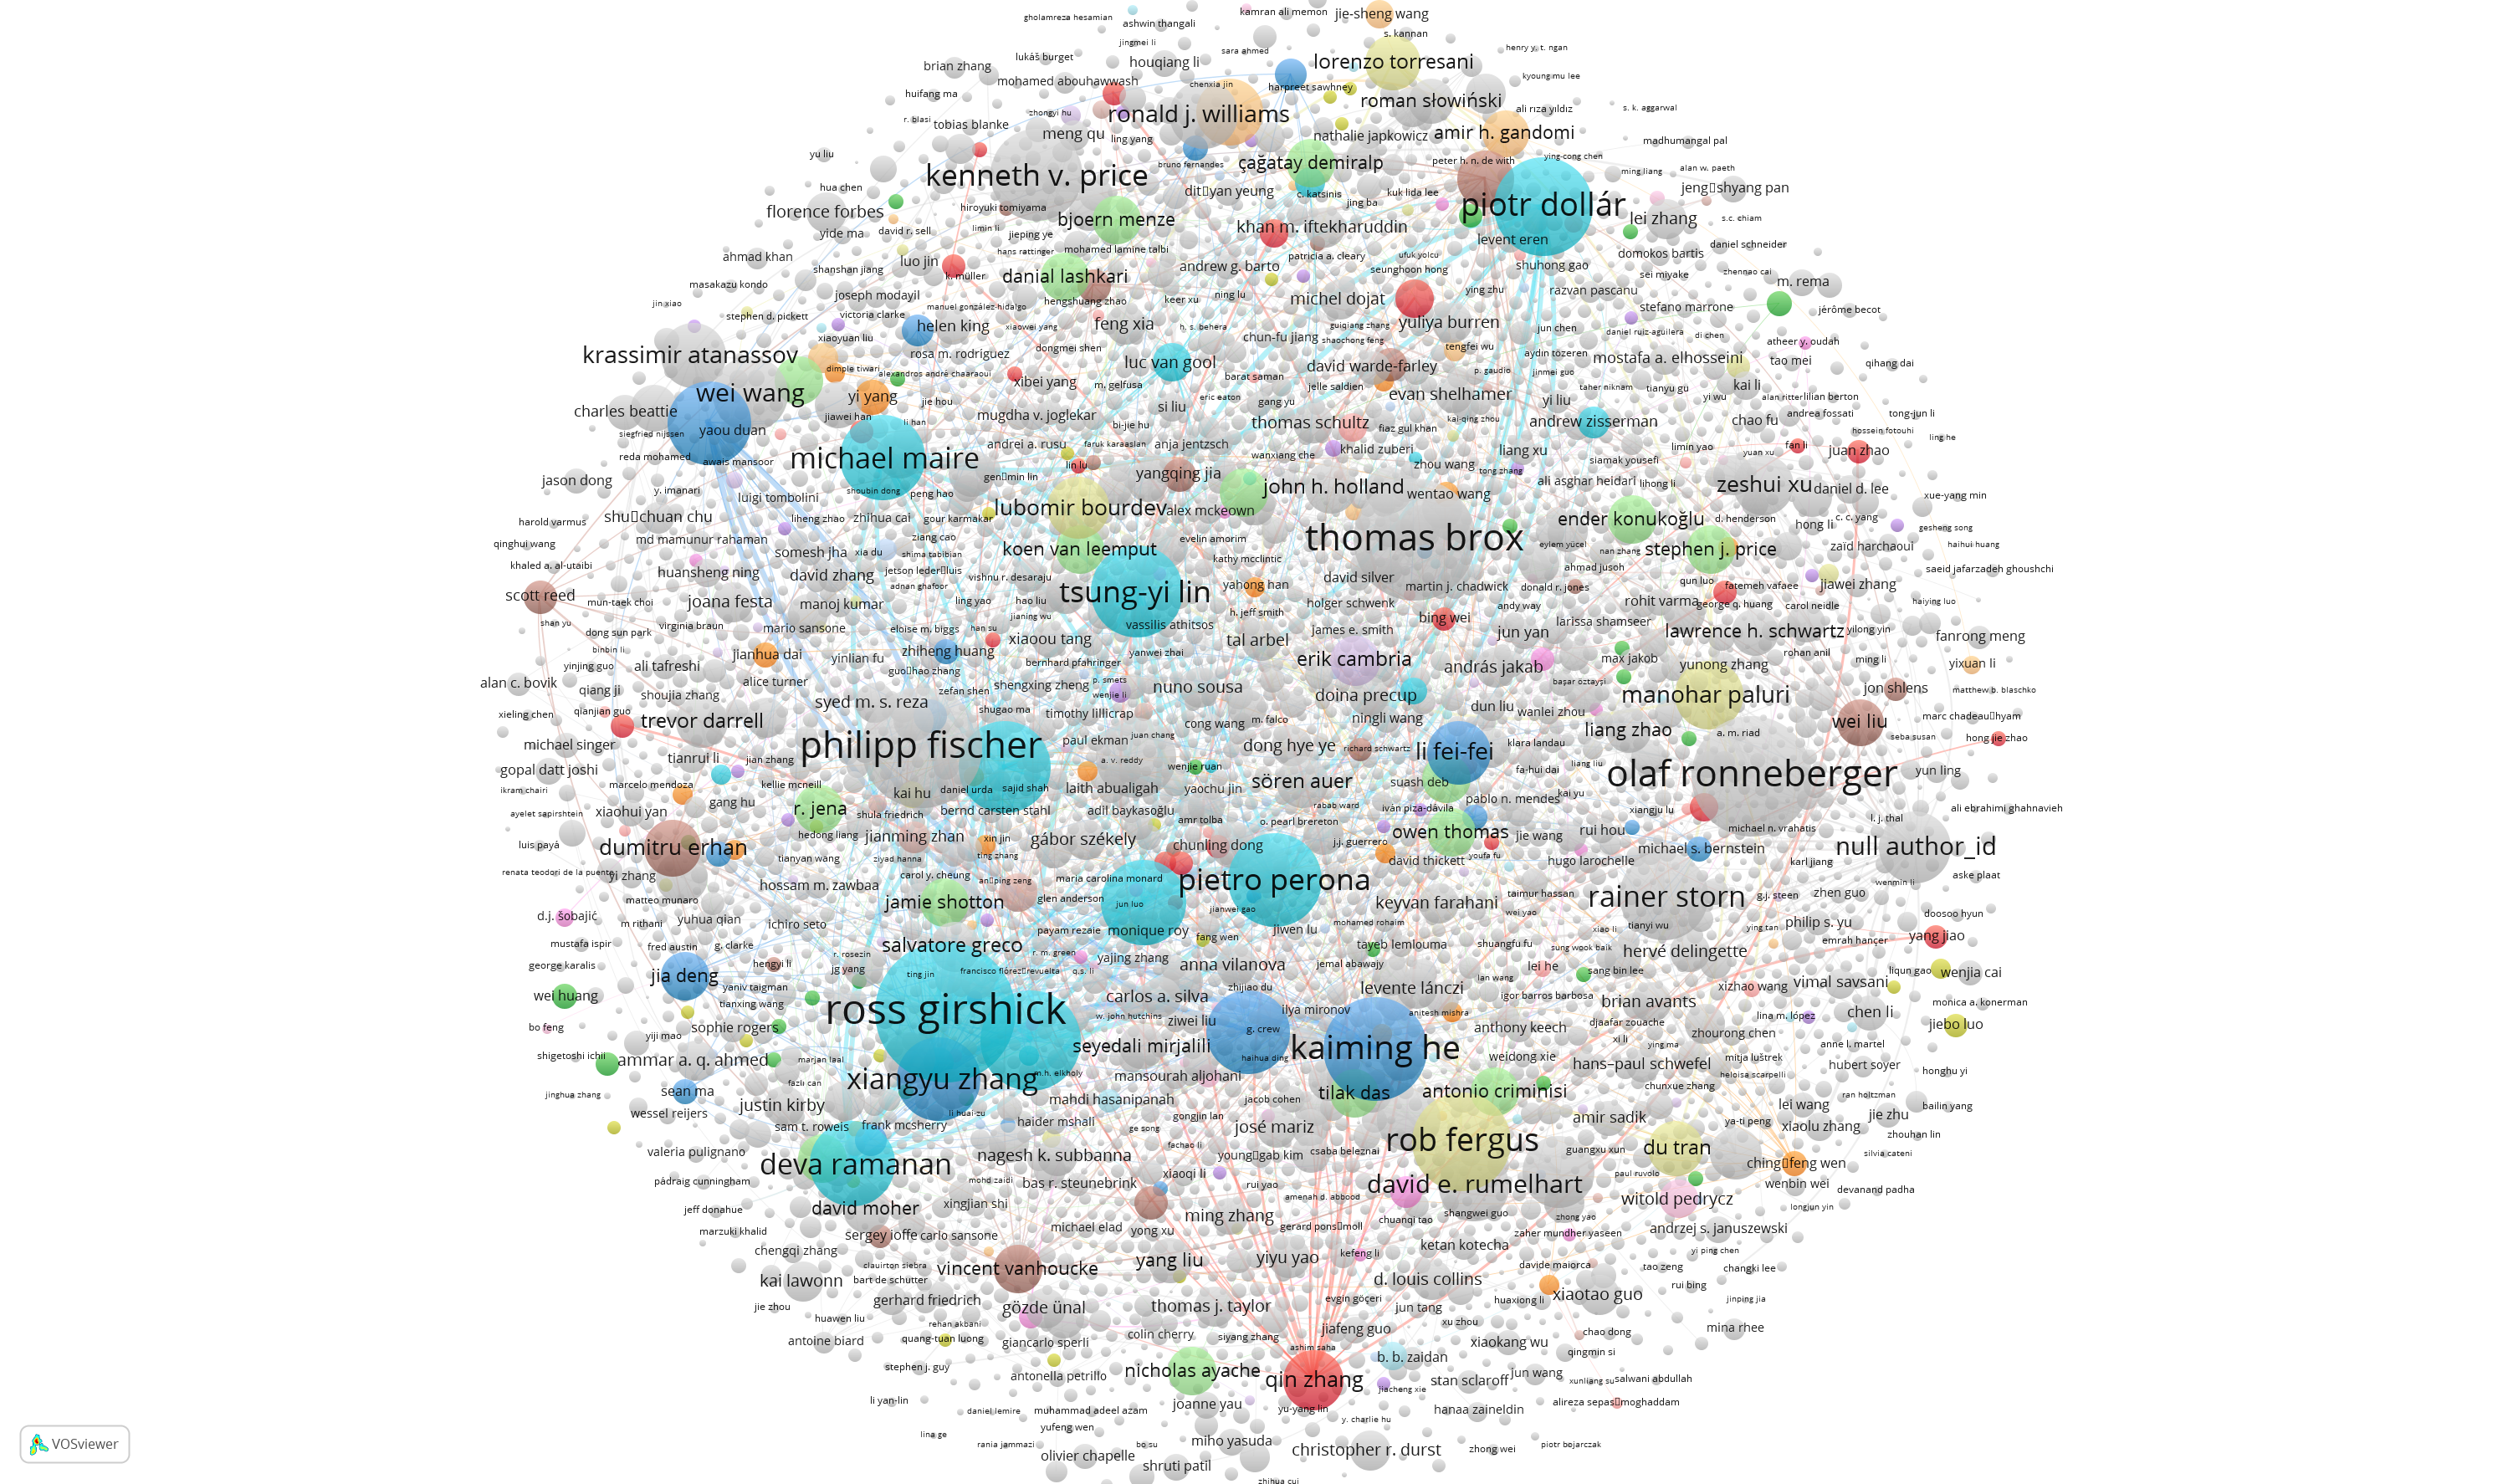 gholamreza hesamian
ashwin thangali
kamran ali memon
jie-sheng wang
s. kannan
jingmei li
lukáš burget
houqiang li
sara ahmed
lorenzo torresani
henry y. t. ngan
brian zhang
mohamed abouhawwash
chenxia jin
harpreet sawhney
kyoung mu lee
huifang ma
zhongyi hu
ronald j. williams
roman słowiński
ali rıza yıldız
s. k. aggarwal
r. blasi
tobias blanke
meng qu
ling yang
nathalie japkowicz
amir h. gandomi
madhumangal pal
yu liu
bruno fernandes
çağatay demiralp
peter h. n. de with
ying-cong chen
alan w. paeth
kenneth v. price
ming liang
hua chen
c. katsinis
kuk lida lee
jing ba
jeng▯shyang pan
florence forbes
hiroyuki tomiyama
bjoern menze
piotr dollár
lei zhang
s.c. chiam
yide ma
david r. sell
limin li
jieping ye
khan m. iftekharuddin
levent eren
daniel schneider
ahmad khan
luo jin
hans rattinger
mohamed lamine talbi
patricia a. cleary
ufuk yolcu
domokos bartis
shanshan jiang
k. müller
danial lashkari
andrew g. barto
seunghoon hong
shuhong gao
sei miyake
zhennao cai
masakazu kondo
joseph modayil
hengshuang zhao
keer xu
ning lu
michel dojat
ying zhu
razvan pascanu
m. rema
jin xiao
stephen d. pickett
victoria clarke
manuel gonzález-hidalgo
helen king
xiaowei yang
feng xia
h. s. behera
guiqiang zhang
yuliya burren
jun chen
stefano marrone
jérôme becot
xiaoyuan liu
chun-fu jiang
shaochong feng
tengfei wu
daniel ruiz-aguilera
di chen
atheer y. oudah
krassimir atanassov
rosa m. rodriguez
dongmei shen
luc van gool
david warde-farley
aydın tözeren
mostafa a. elhosseini
tao mei
qihang dai
dimple tiwari
alexandros andre chaaraoui
xibei yang
m. gelfusa
barat saman
jelle saldien
p. gaudio
jinmei guo
taher niknam
tianyu gu
kai li
wei wang
yi yang
jie hou
eric eaton
gang yu
evan shelhamer
yi liu
yi wu
alan ritter
lilian berton
charles beattie
jiawei han
li han
mugdha v. joglekar
si liu
thomas schultz
kai-qing zhou
andrew zisserman
chao fu
andrea fossati
tong-jun li
siegfried nijssen
yaou duan
bi-jie hu
fiaz gul khan
hossein fotouhi
ling he
reda mohamed
awais mansoor
michael maire
andrei a. rusu
faruk karaaslan
anja jentzsch
wanxiang che
khalid zuberi
zhou wang
liang xu
siamak yousefi
limin yao
yuan xu
fan li
juan zhao
jason dong
y. imanari
luigi tombolini
shoubin dong
peng hao
gen▯min lin
lin lu
yangqing jia
john h. holland
wentao wang
tong zhang
ali asghar heidari
lihong li
zeshui xu
daniel d. lee
xue-yang min
harold varmus
shu▯chuan chu
liheng zhao
zhihua cai
gour karmakar
lubomir bourdev
alex mckeown
ender konukoğlu
d. henderson
hong li
c. c. yang
gesheng song
qinghui wang
md mamunur rahaman
somesh jha
xia du
ziang cao
shima tabibian
koen van leemput
evelin amorim
thomas brox
eylem yücel
nan zhang
stephen j. price
zaïd harchaoui
haihui huang
khaled a. al-utaibi
huansheng ning
david zhang
jetson leder▯luis
adnan ghafoor
vishnu r. desaraju
kathy mcclintic
yahong han
david silver
martin j. chadwick
donald r. jones
ahmad jusoh
qun luo
fatemeh vafaee
jiawei zhang
saeid jafarzadeh ghoushchi
scott reed
mun-taek choi
joana festa
manoj kumar
ling yao
hao liu
tsung-yi lin
h. jeff smith
holger schwenk
andy way
rohit varma
george q. huang
carol neidle
haiying luo
shan yu
virginia braun
mario sansone
eloise m. biggs
han su
jianing wu
vassilis athitsos
james e. smith
bing wei
larissa shamseer
dong sun park
jianhua dai
yinlian fu
zhiheng huang
xiaoou tang
yanwei zhai
tal arbel
jun yan
lawrence h. schwartz
yilong yin
fanrong meng
binbin li
yinjing guo
ali tafreshi
guo▯hao zhang
bernhard pfahringer
erik cambria
andrás jakab
max jakob
yunong zhang
rohan anil
ming li
yixuan li
alan c. bovik
qiang ji
shoujia zhang
alice turner
zefan shen
shengxing zheng
p. smets
wenjie li
nuno sousa
doina precup
başar öztayşi
manohar paluri
jon shlens
matthew b. blaschko
xieling chen
qianjian guo
trevor darrell
syed m. s. reza
shugao ma
timothy lillicrap
cong wang
m. falco
ningli wang
dun liu
wanlei zhou
wei liu
marc chadeau▯hyam
michael singer
tianrui li
jian zhang
philipp fischer
paul ekman
juan chang
dong hye ye
richard schwartz
li fei-fei
klara landau
liang zhao
a. m. riad
seba susan
hong jie zhao
gopal datt joshi
marcelo mendoza
kellie mcneill
a. v. reddy
wenjie ruan
sören auer
fa-hui dai
liang liu
olaf ronneberger
yun ling
ikram chairi
gang hu
kai hu
daniel urda
sajid shah
laith abualigah
yaochu jin
suash deb
pablo n. mendes
kai yu
ayelet sapirshtein
xiaohui yan
r. jena
shula friedrich
bernd carsten stahl
adil baykasoğlu
rabab ward
iván piza-dávila
xiangju lu
ali ebrahimi ghahnavieh
luis payá
dumitru erhan
hedong liang
jianming zhan
xin jin
gábor székely
amr tolba
o. pearl brereton
owen thomas
jie wang
rui hou
michael n. vrahatis
l. j. thal
null author_id
tianyan wang
ziyad hanna
ting zhang
chunling dong
j.j. guerrero
david thickett
youfa fu
hugo larochelle
michael s. bernstein
karl jiang
renata teodori de la puente
yi zhang
hossam m. zawbaa
carol y. cheung
an▯ping zeng
maria carolina monard
pietro perona
taimur hassan
rainer storn
g.j. steen
zhen guo
wenmin li
aske plaat
matteo munaro
jamie shotton
glen anderson
jun luo
jianwei gao
keyvan farahani
wei yao
d.j. šobajić
m rithani
yuhua qian
ichiro seto
payam rezaie
monique roy
fang wen
jiwen lu
mohamed rohaim
xiao li
tianyi wu
ying tan
philip s. yu
doosoo hyun
mustafa ispir
fred austin
g. clarke
r. rosezin
salvatore greco
r. m. green
yajing zhang
tayeb lemlouma
shuangfu fu
sung wook baik
hervé delingette
emrah hançer
yang jiao
george karalis
jia deng
hengyi li
jg yang
ting jin
francisco flórez▯revuelta
q.s. li
anna vilanova
jemal abawajy
lan wang
lei he
sang bin lee
liqun gao
wenjia cai
wei huang
yaniv taigman
tianxing wang
carlos a. silva
zhijiao du
levente lánczi
igor barros barbosa
brian avants
xizhao wang
vimal savsani
monica a. konerman
bo feng
yiji mao
sophie rogers
ross girshick
w. john hutchins
ziwei liu
g. crew
ilya mironov
anitesh mishra
anthony keech
djaafar zouache
zhourong chen
lina m. lópez
chen li
jiebo luo
shigetoshi iichi
ammar a. q. ahmed
marjan laal
seyedali mirjalili
haihua ding
kaiming he
weidong xie
xi li
ying ma
mitja luštrek
anne l. martel
jinghua zhang
sean ma
fazlı can
xiangyu zhang
m.h. elkholy
mansourah aljohani
hans–paul schwefel
heloisa scarpelli
hubert soyer
honghu yi
wessel reijers
justin kirby
mahdi hasanipanah
jacob cohen
tilak das
antonio criminisi
chunxue zhang
ran holtzman
sam t. roweis
frank mcsherry
li huai-zu
haider mshali
gongjin lan
ge song
josé mariz
amir sadik
lei wang
jie zhu
bailin yang
valeria pulignano
deva ramanan
nagesh k. subbanna
fachao li
young▯gab kim
csaba beleznai
rob fergus
guangxu xun
du tran
ya-ti peng
xiaolu zhang
zhouhan lin
pádraig cunningham
mohd zaidi
bas r. steunebrink
xiaoqi li
rui yao
amenah d. abbood
david e. rumelhart
paul ruvolo
ching▯feng wen
wenbin wei
silvia cateni
devanand padha
jeff donahue
david moher
xingjian shi
ming zhang
gerard pons▯moll
chuanqi tao
shangwei guo
zhong yao
witold pedrycz
longjun yin
marzuki khalid
sergey ioffe
carlo sansone
michael elad
yong xu
kefeng li
ketan kotecha
zaher mundher yaseen
andrzej s. januszewski
chengqi zhang
clauirton siebra
vincent vanhoucke
yang liu
yiyu yao
davide maiorca
tao zeng
yi ping chen
changki lee
kai lawonn
bart de schutter
d. louis collins
rui bing
jie zhou
gerhard friedrich
gözde ünal
thomas j. taylor
evgin göçeri
jun tang
huaxiong li
xiaotao guo
jinping jia
huawen liu
rehan akbani
colin cherry
siyang zhang
jiafeng guo
xu zhou
chao dong
mina rhee
antoine biard
quang-tuan luong
giancarlo sperlì
ashim saha
xiaokang wu
qingmin si
stephen j. guy
antonella petrillo
nicholas ayache
qin zhang
b. b. zaidan
stan sclaroff
jun wang
xunliang su
salwani abdullah
li yan-lin
daniel lemire
muhammad adeel azam
joanne yau
yu-yang lin
jiacheng xie
hanaa zaineldin
alireza sepas▯moghaddam
lina ge
yufeng wen
y. charlie hu
rania jammazi
bo su
miho yasuda
christopher r. durst
zhong wei
piotr bojarczak
olivier chapelle
shruti patil
zhihua cui
VOSviewer